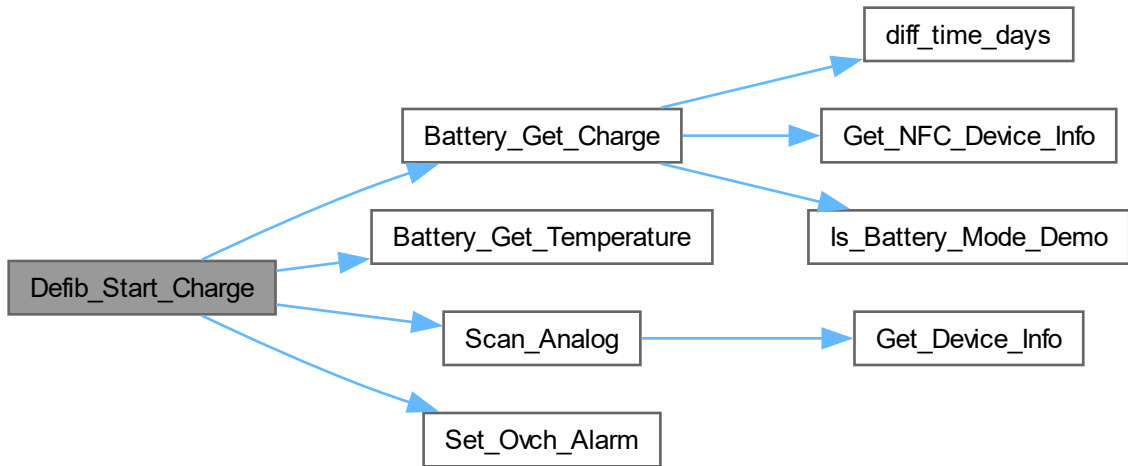 diff_time_days
Battery_Get_Charge
Get_NFC_Device_Info
Battery_Get_Temperature
Is_Battery_Mode_Demo
Defib_Start_Charge
Scan_Analog
Get_Device_Info
Set_Ovch_Alarm